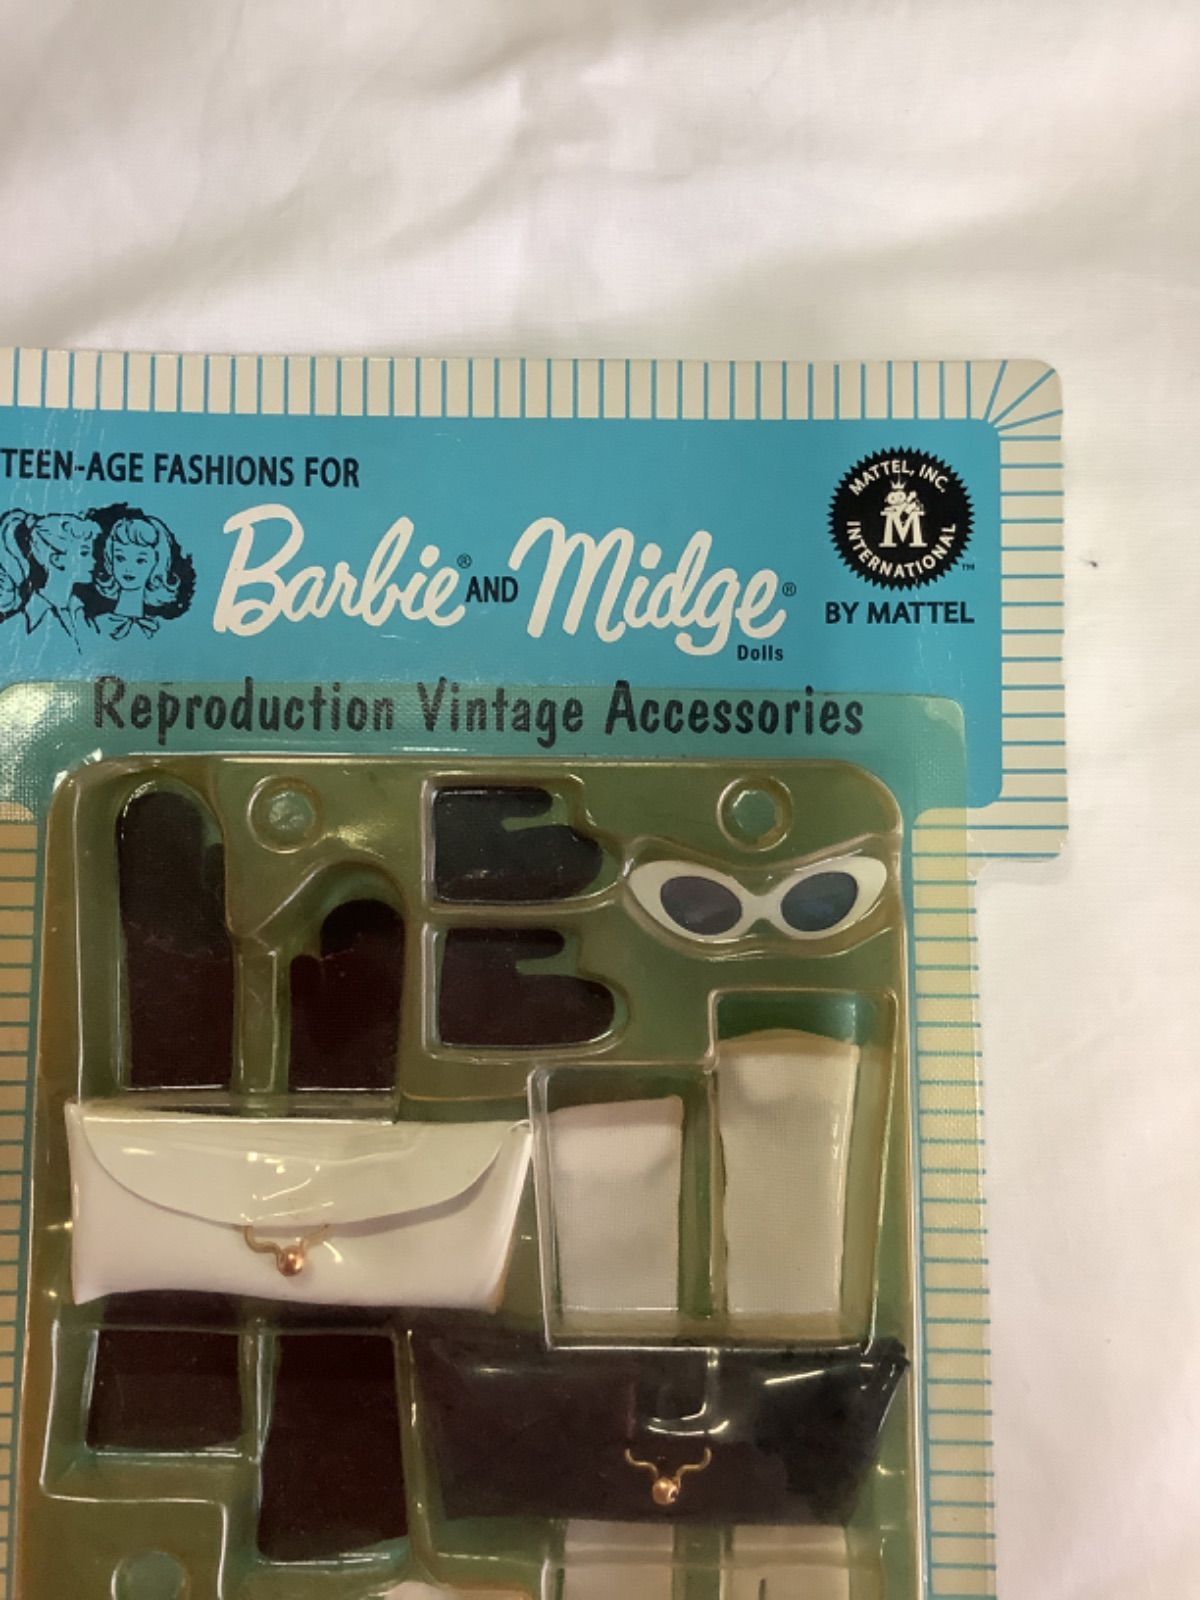 TEEN-AGE FASHIONS FOR
Barbie® AND Midge®
Dolls
MATTEL, INC.
M
INTERNATIONAL ™
BY MATTEL
Reproduction Vintage Accessories